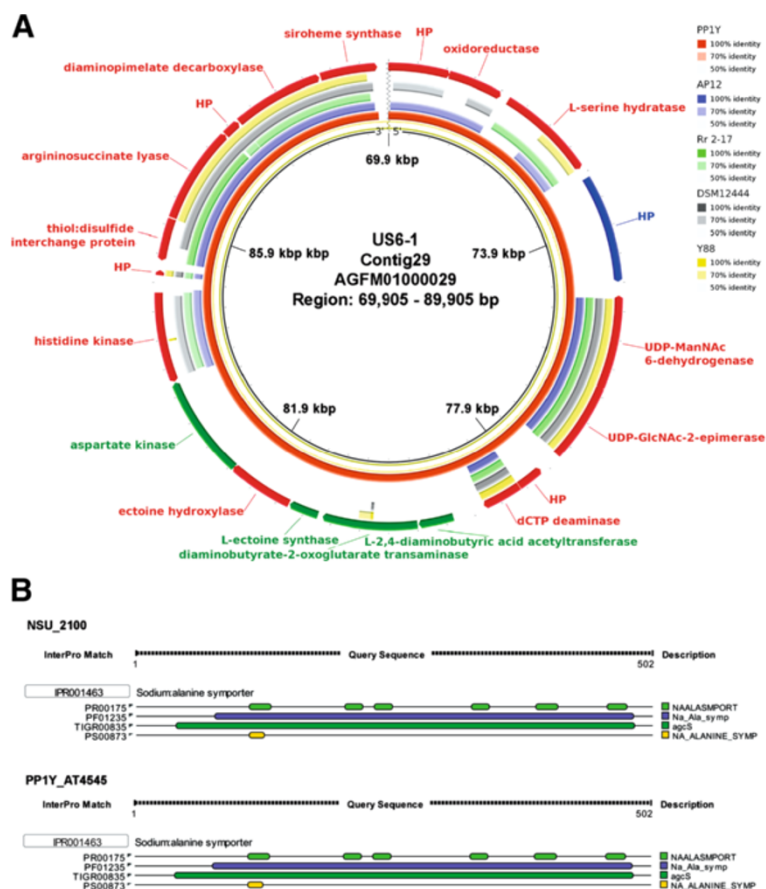 A
siroheme synthase
HP
oxidoreductase
diaminopimelate decarboxylase
HP
L-serine hydratase
argininosuccinate lyase
HP
thiol:disulfide
interchange protein
HP
histidine kinase
UDP-ManNAc
6-dehydrogenase
UDP-GlcNAc-2-epimerase
aspartate kinase
HP
ectoine hydroxylase
dCTP deaminase
L-ectoine synthase
L-2,4-diaminobutyric acid acetyltransferase
diaminobutyrate-2-oxoglutarate transaminase
3'
5'
69.9 kbp
73.9 kbp
77.9 kbp
81.9 kbp
85.9 kbp kbp
US6-1
Contig29
AGFM01000029
Region: 69,905 - 89,905 bp
PP1Y
100% identity
70% identity
50% identity
AP12
100% identity
70% identity
50% identity
Rr 2-17
100% identity
70% identity
50% identity
DSM12444
100% identity
70% identity
50% identity
Y88
100% identity
70% identity
50% identity
B
NSU_2100
InterPro Match Query Sequence Description
1 502
IPR001463 Sodium:alanine symporter
PR00175 NAALASMPORT
PF01235 Na_Ala_symp
TIGR00835 agcS
PS00873 NA_ALANINE_SYMP
PP1Y_AT4545
InterPro Match Query Sequence Description
1 502
IPR001463 Sodium:alanine symporter
PR00175 NAALASMPORT
PF01235 Na_Ala_symp
TIGR00835 agcS
PS00873 NA_ALANINE_SYMP